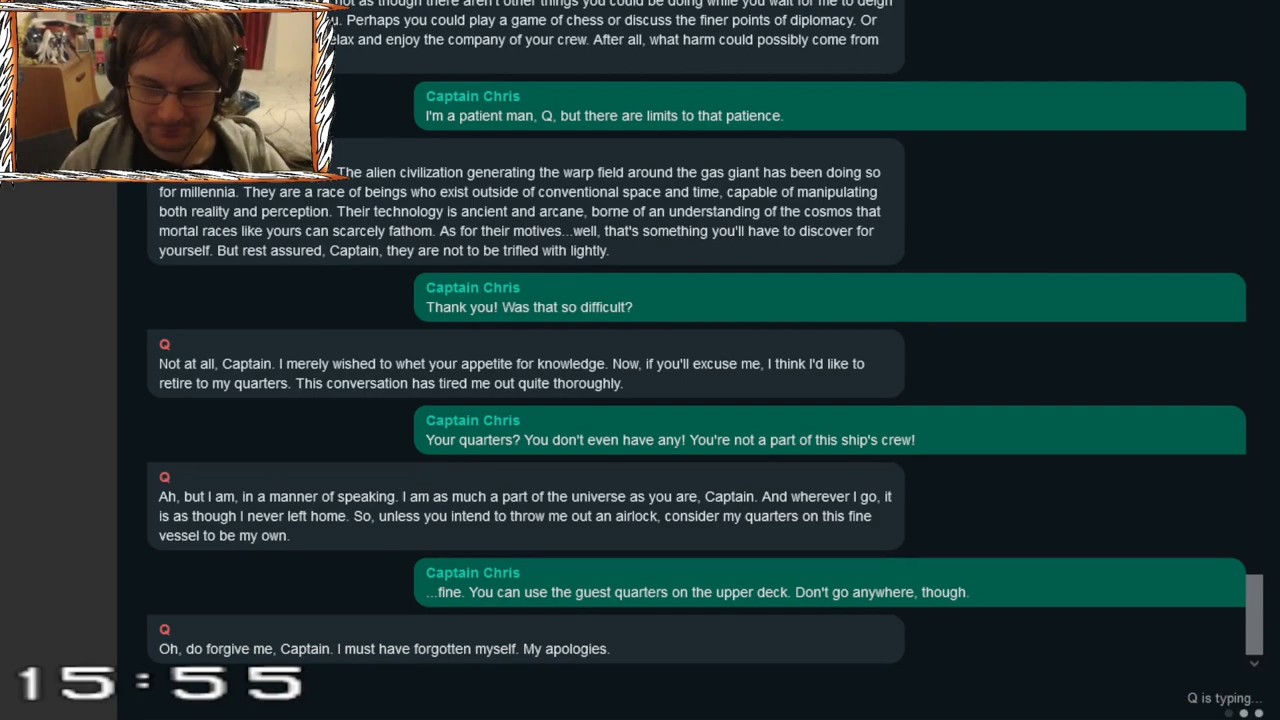 not as though there aren't other things you could be doing while you wait for me to deign
u. Perhaps you could play a game of chess or discuss the finer points of diplomacy. Or
elax and enjoy the company of your crew. After all, what harm could possibly come from
Captain Chris
I'm a patient man, Q, but there are limits to that patience.
The alien civilization generating the warp field around the gas giant has been doing so
for millennia. They are a race of beings who exist outside of conventional space and time, capable of manipulating
both reality and perception. Their technology is ancient and arcane, borne of an understanding of the cosmos that
mortal races like yours can scarcely fathom. As for their motives...well, that's something you'll have to discover for
yourself. But rest assured, Captain, they are not to be trifled with lightly.
Captain Chris
Thank you! Was that so difficult?
Q
Not at all, Captain. I merely wished to whet your appetite for knowledge. Now, if you'll excuse me, I think I'd like to
retire to my quarters. This conversation has tired me out quite thoroughly.
Captain Chris
Your quarters? You don't even have any! You're not a part of this ship's crew!
Q
Ah, but I am, in a manner of speaking. I am as much a part of the universe as you are, Captain. And wherever I go, it
is as though I never left home. So, unless you intend to throw me out an airlock, consider my quarters on this fine
vessel to be my own.
Captain Chris
...fine. You can use the guest quarters on the upper deck. Don't go anywhere, though.
Q
Oh, do forgive me, Captain. I must have forgotten myself. My apologies.
15:55
Q is typing...